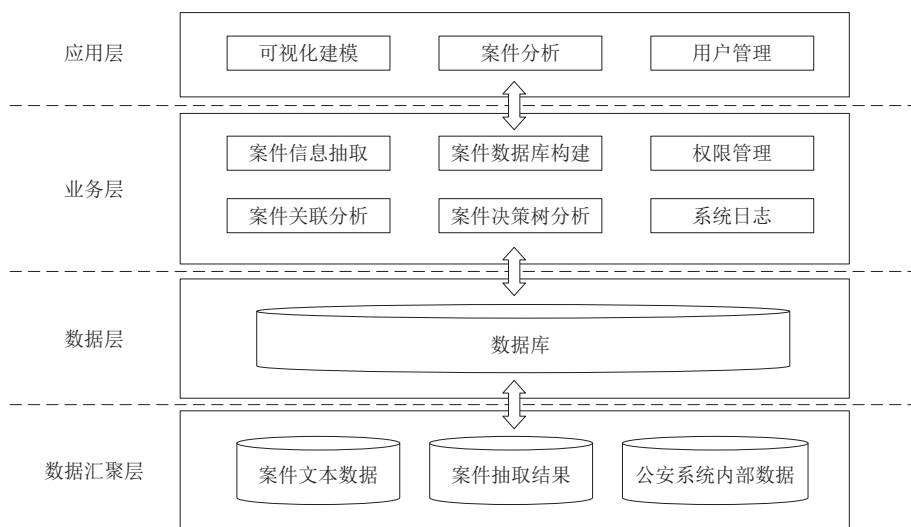 应用层
可视化建模
案件分析
用户管理
业务层
案件信息抽取
案件数据库构建
权限管理
案件关联分析
案件决策树分析
系统日志
数据层
数据库
数据汇聚层
案件文本数据
案件抽取结果
公安系统内部数据